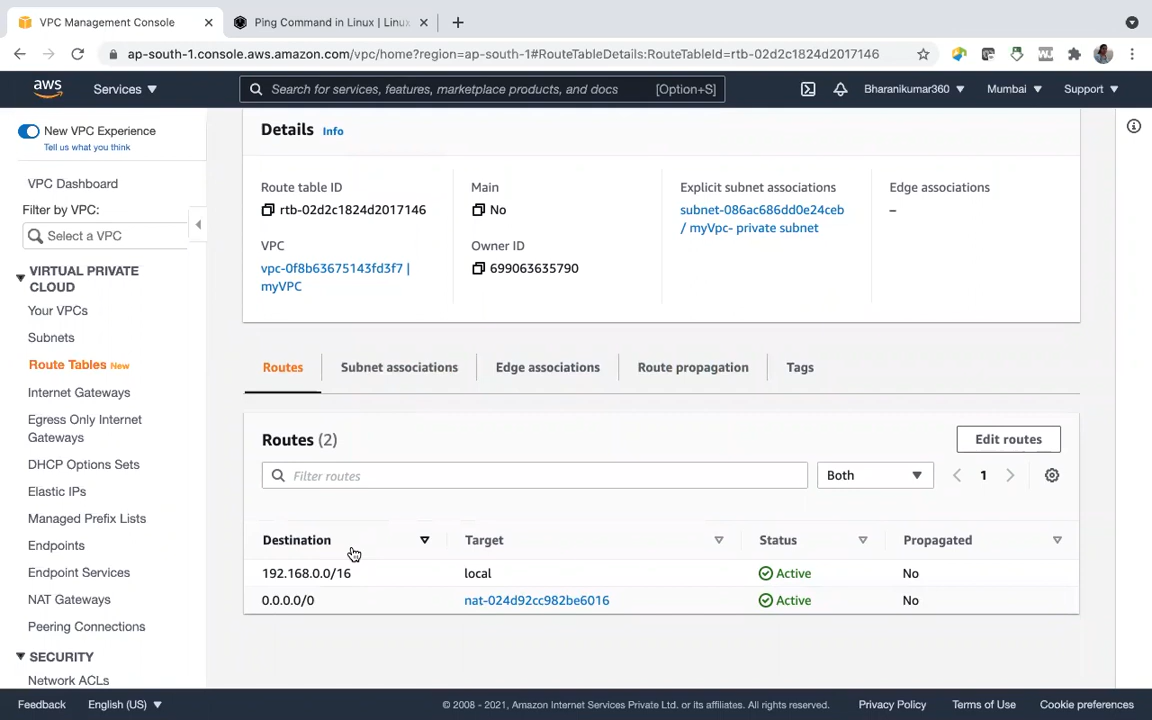 VPC Management Console
Ping Command in Linux | Linux
ap-south-1.console.aws.amazon.com/vpc/home?region=ap-south-1#RouteTableDetails:RouteTableId=rtb-02d2c1824d2017146
aws
Services
Search for services, features, marketplace products, and docs [Option+S]
Bharanikumar360
Mumbai
Support
New VPC Experience
Tell us what you think
VPC Dashboard
Filter by VPC:
Select a VPC
VIRTUAL PRIVATE
CLOUD
Your VPCs
Subnets
Route Tables New
Internet Gateways
Egress Only Internet
Gateways
DHCP Options Sets
Elastic IPs
Managed Prefix Lists
Endpoints
Endpoint Services
NAT Gateways
Peering Connections
SECURITY
Network ACLs
Details Info
Route table ID
rtb-02d2c1824d2017146
Main
No
Explicit subnet associations
subnet-086ac686dd0e24ceb
/ myVpc- private subnet
Edge associations
–
VPC
vpc-0f8b63675143fd3f7 |
myVPC
Owner ID
699063635790
Routes
Subnet associations
Edge associations
Route propagation
Tags
Routes (2)
Edit routes
Filter routes
Both
1
Destination Target Status Propagated
192.168.0.0/16 local Active No
0.0.0.0/0 nat-024d92cc982be6016 Active No
Feedback
English (US)
© 2008 - 2021, Amazon Internet Services Private Ltd. or its affiliates. All rights reserved.
Privacy Policy
Terms of Use
Cookie preferences